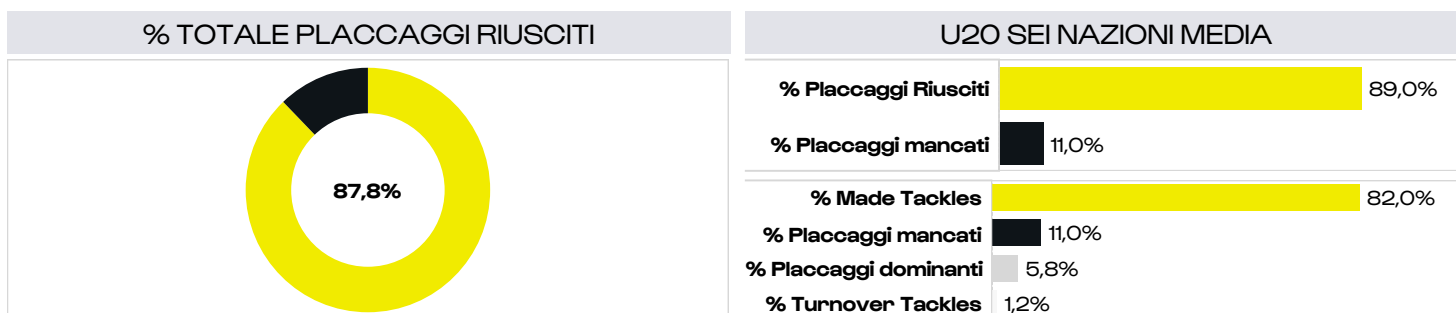 % TOTALE PLACCAGGI RIUSCITI
87,8%
U20 SEI NAZIONI MEDIA
% Placcaggi Riusciti 89,0%
% Placcaggi mancati 11,0%
% Made Tackles 82,0%
% Placcaggi mancati 11,0%
% Placcaggi dominanti 5,8%
% Turnover Tackles 1,2%